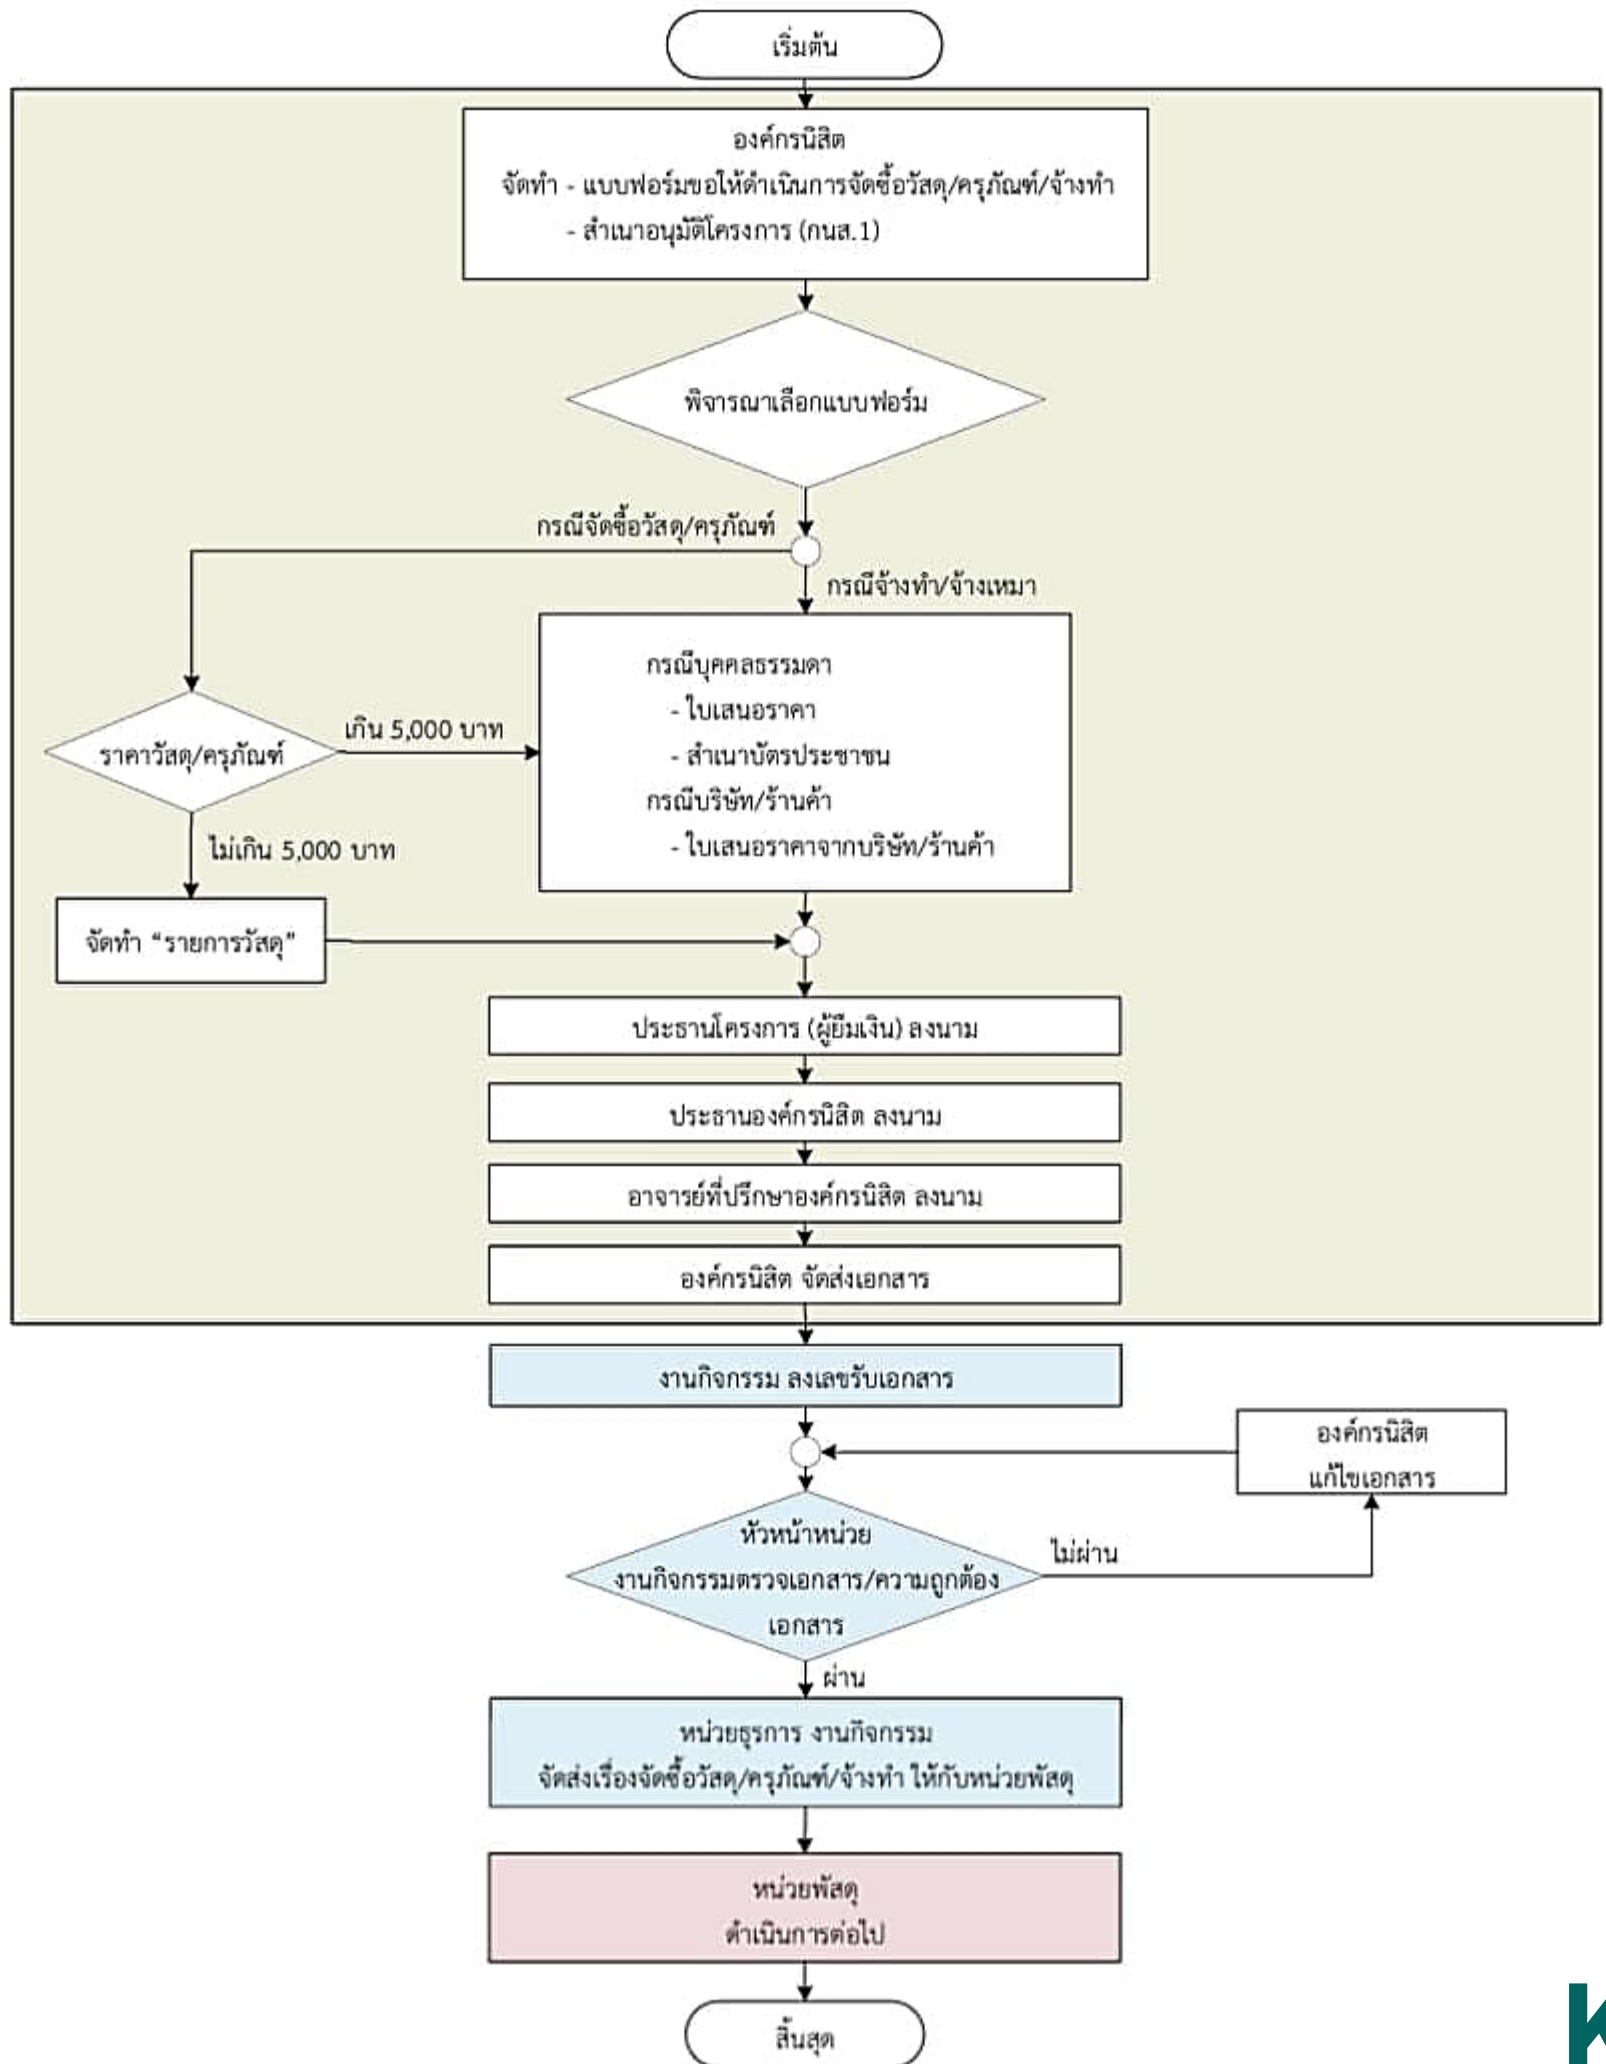 เริ่มต้น
องค์กรนิสิต
จัดทำ - แบบฟอร์มขอให้ดำเนินการจัดซื้อวัสดุ/ครุภัณฑ์/จ้างทำ
- สำเนาอนุมัติโครงการ (กนส.1)
พิจารณาเลือกแบบฟอร์ม
กรณีจัดซื้อวัสดุ/ครุภัณฑ์
กรณีจ้างทำ/จ้างเหมา
กรณีบุคคลธรรมดา
- ใบเสนอราคา
- สำเนาบัตรประชาชน
กรณีบริษัท/ร้านค้า
- ใบเสนอราคาจากบริษัท/ร้านค้า
ราคาวัสดุ/ครุภัณฑ์
เกิน 5,000 บาท
ไม่เกิน 5,000 บาท
จัดทำ “รายการวัสดุ”
ประธานโครงการ (ผู้ยืมเงิน) ลงนาม
ประธานองค์กรนิสิต ลงนาม
อาจารย์ที่ปรึกษาองค์กรนิสิต ลงนาม
องค์กรนิสิต จัดส่งเอกสาร
งานกิจกรรม ลงเลขรับเอกสาร
องค์กรนิสิต
แก้ไขเอกสาร
หัวหน้าหน่วย
งานกิจกรรมตรวจเอกสาร/ความถูกต้อง
เอกสาร
ไม่ผ่าน
ผ่าน
หน่วยธุรการ งานกิจกรรม
จัดส่งเรื่องจัดซื้อวัสดุ/ครุภัณฑ์/จ้างทำ ให้กับหน่วยพัสดุ
หน่วยพัสดุ
ดำเนินการต่อไป
สิ้นสุด